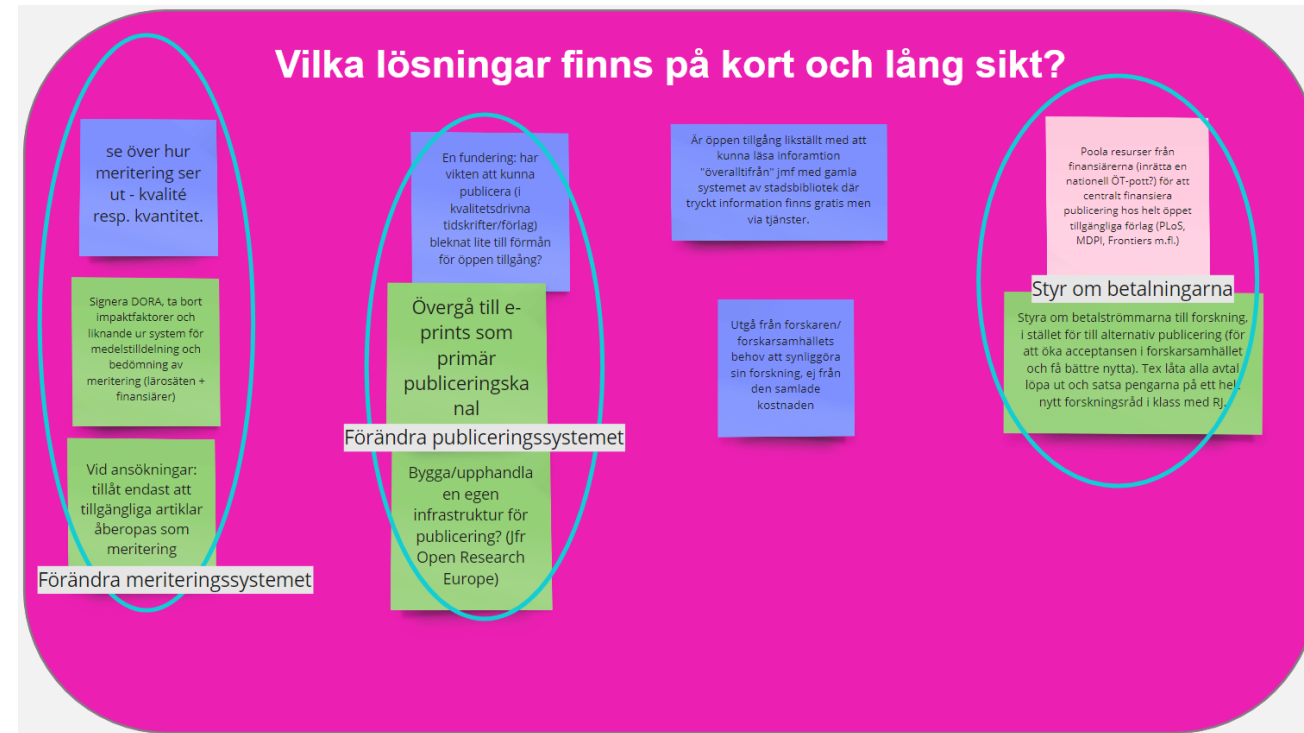 Vilka lösningar finns på kort och lång sikt?
se över hur
meritering ser
ut - kvalité
resp. kvantitet.
Signera DORA, ta bort
impaktfaktorer och
liknande ur system för
medelstilldelning och
bedömning av
meritering (lärosäten +
finansiärer)
Vid ansökningar:
tillåt endast att
tillgängliga artiklar
åberopas som
meritering
Förändra meriteringssystemet
En fundering: har
vikten att kunna
publicera (i
kvalitetsdrivna
tidskrifter/förlag)
bleknat lite till förmån
för öppen tillgång?
Övergå till e-
prints som
primär
publiceringska
nal
Förändra publiceringssystemet
Bygga/upphandla
en egen
infrastruktur för
publicering? (Jfr
Open Research
Europe)
Är öppen tillgång likställt med att
kunna läsa inforamtion
"överalltifrån" jmf med gamla
systemet av stadsbibliotek där
tryckt information finns gratis men
via tjänster.
Utgå från forskaren/
forskarsamhällets
behov att synliggöra
sin forskning, ej från
den samlade
kostnaden
Poola resurser från
finansiärerna (inrätta en
nationell ÖT-pott?) för att
centralt finansiera
publicering hos helt öppet
tillgängliga förlag (PLoS,
MDPI, Frontiers m.fl.)
Styr om betalningarna
Styra om betalströmmarna till forskning,
i stället för till alternativ publicering (för
att öka acceptansen i forskarsamhället
och få bättre nytta). Tex låta alla avtal
löpa ut och satsa pengarna på ett helt
nytt forskningsråd i klass med RJ.